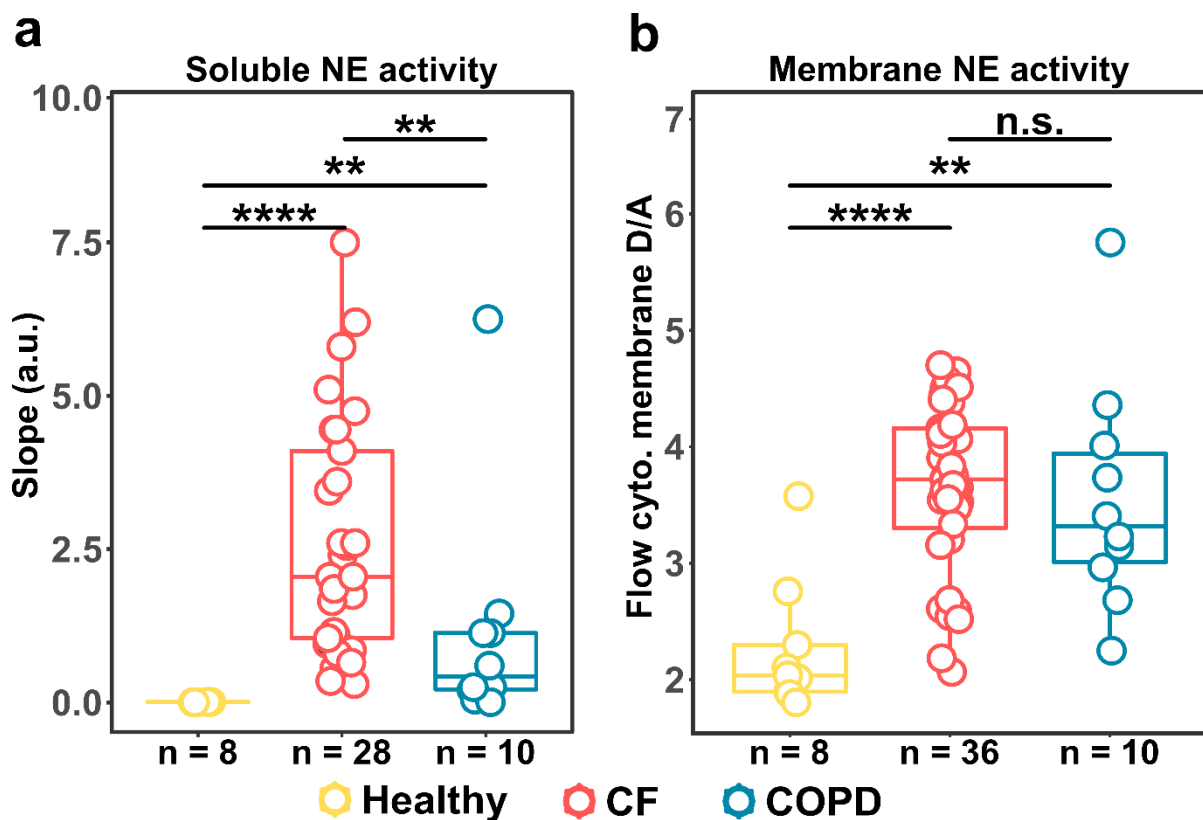 a
Soluble NE activity
10.0
7.5
5.0
2.5
0.0
Slope (a.u.)
**
**
****
n = 8 n = 28 n = 10
b
Membrane NE activity
7
6
5
4
3
2
Flow cyto. membrane D/A
n.s.
**
****
n = 8 n = 36 n = 10
Healthy CF COPD